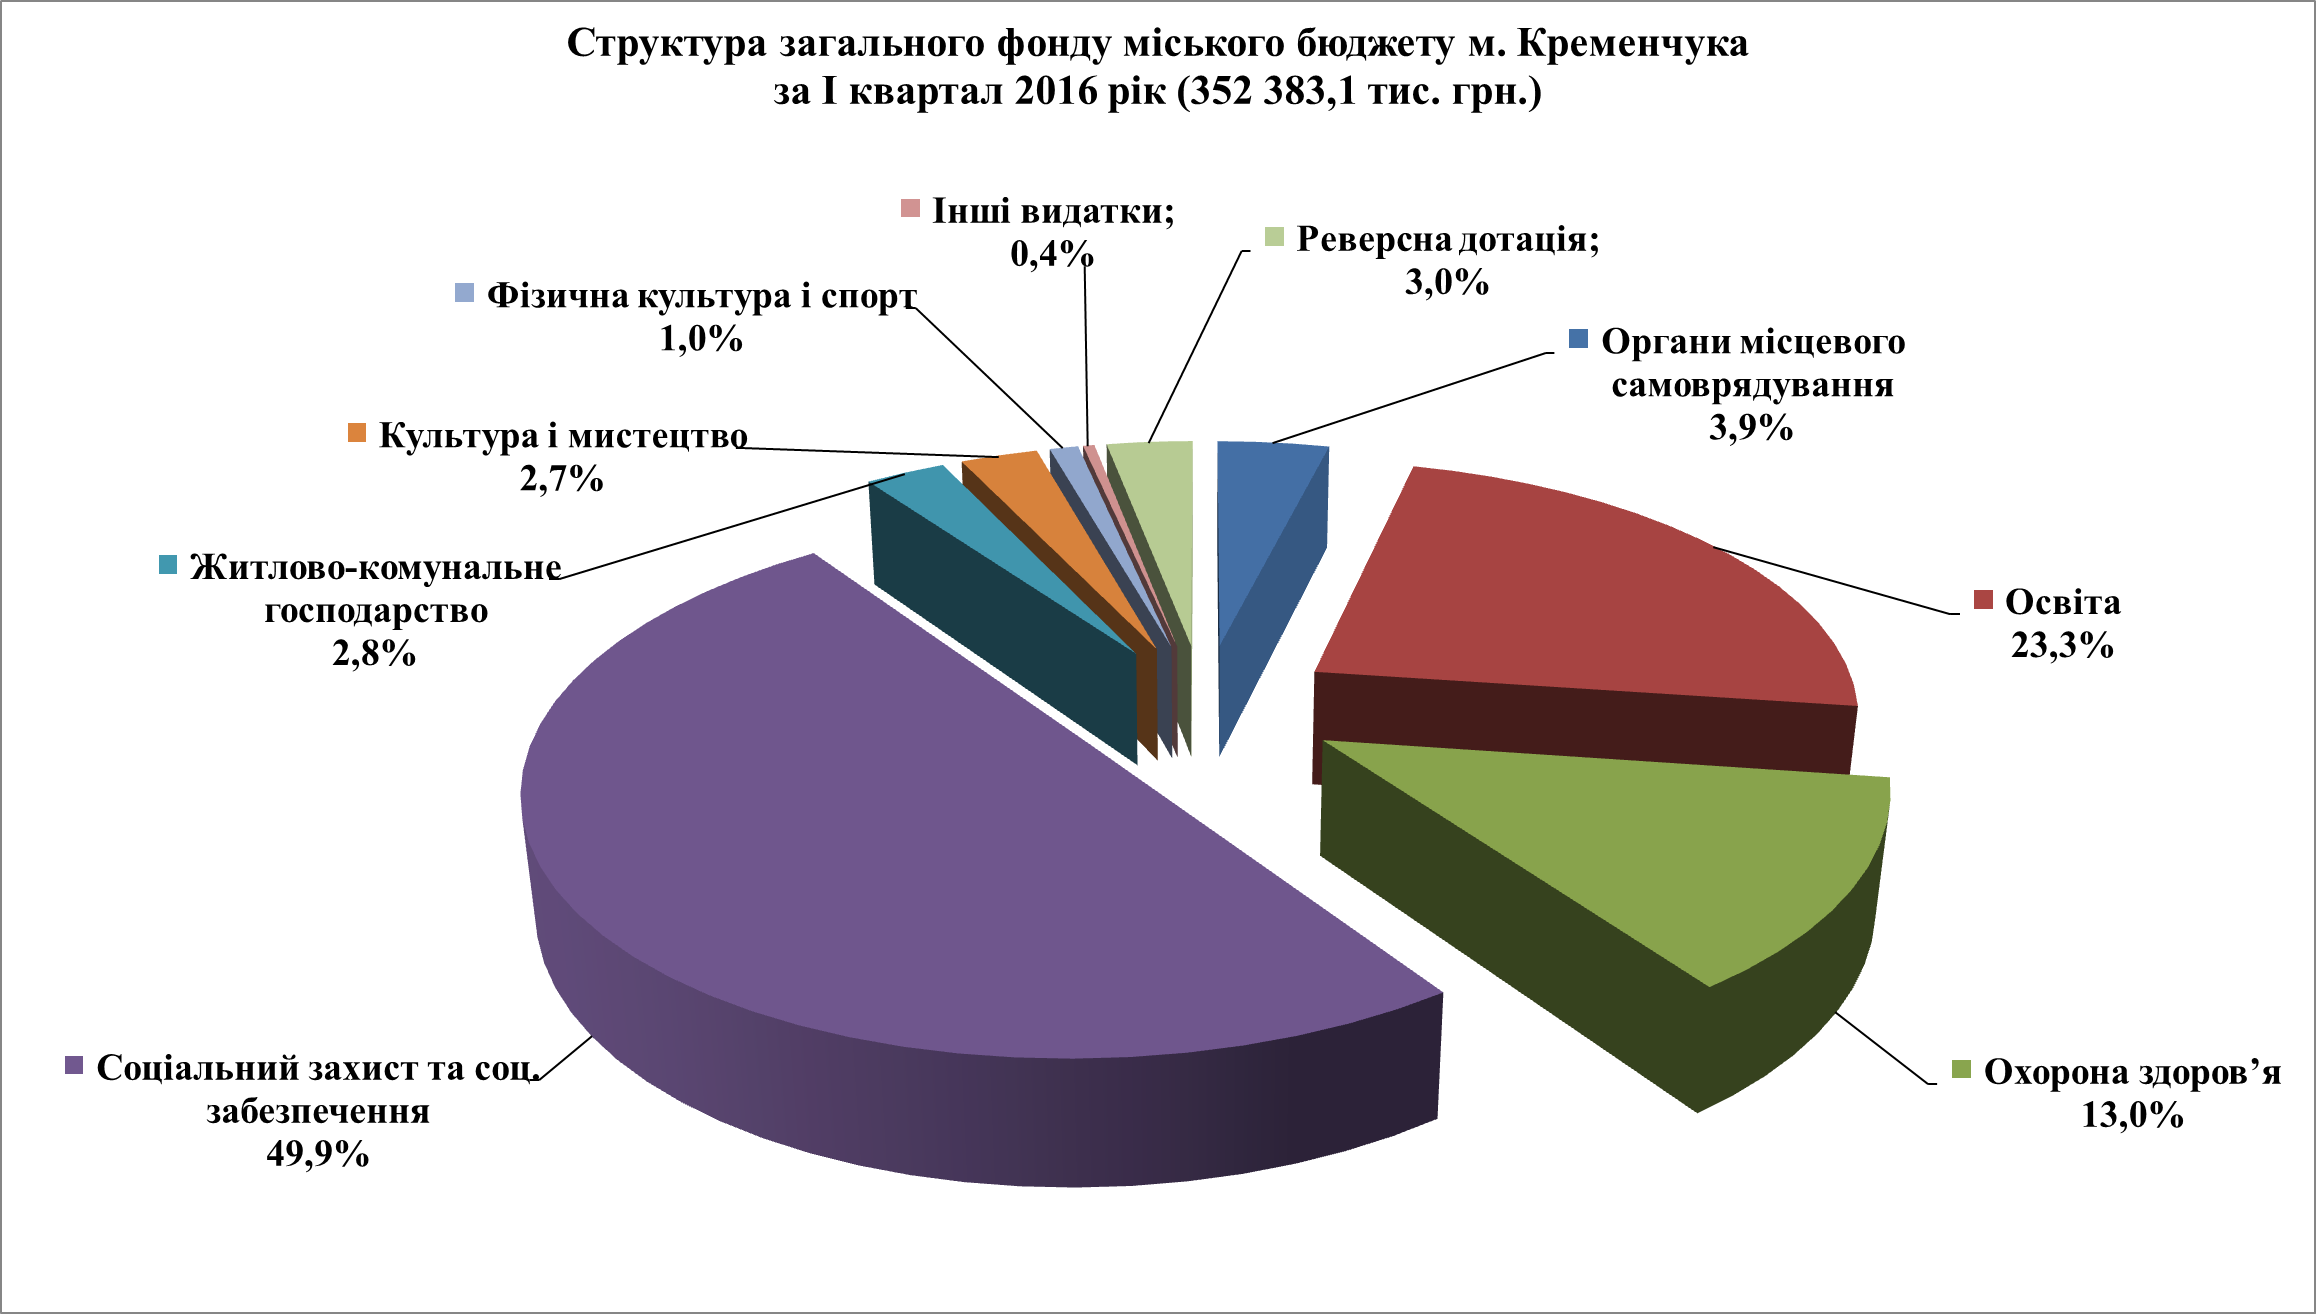 Структура загального фонду міського бюджету м. Кременчука
за І квартал 2016 рік (352 383,1 тис. грн.)
Інші видатки;
0,4%
Реверсна дотація;
3,0%
Фізична культура і спорт
1,0%
Органи місцевого
самоврядування
3,9%
Культура і мистецтво
2,7%
Житлово-комунальне
господарство
2,8%
Освіта
23,3%
Соціальний захист та соц.
забезпечення
49,9%
Охорона здоров’я
13,0%